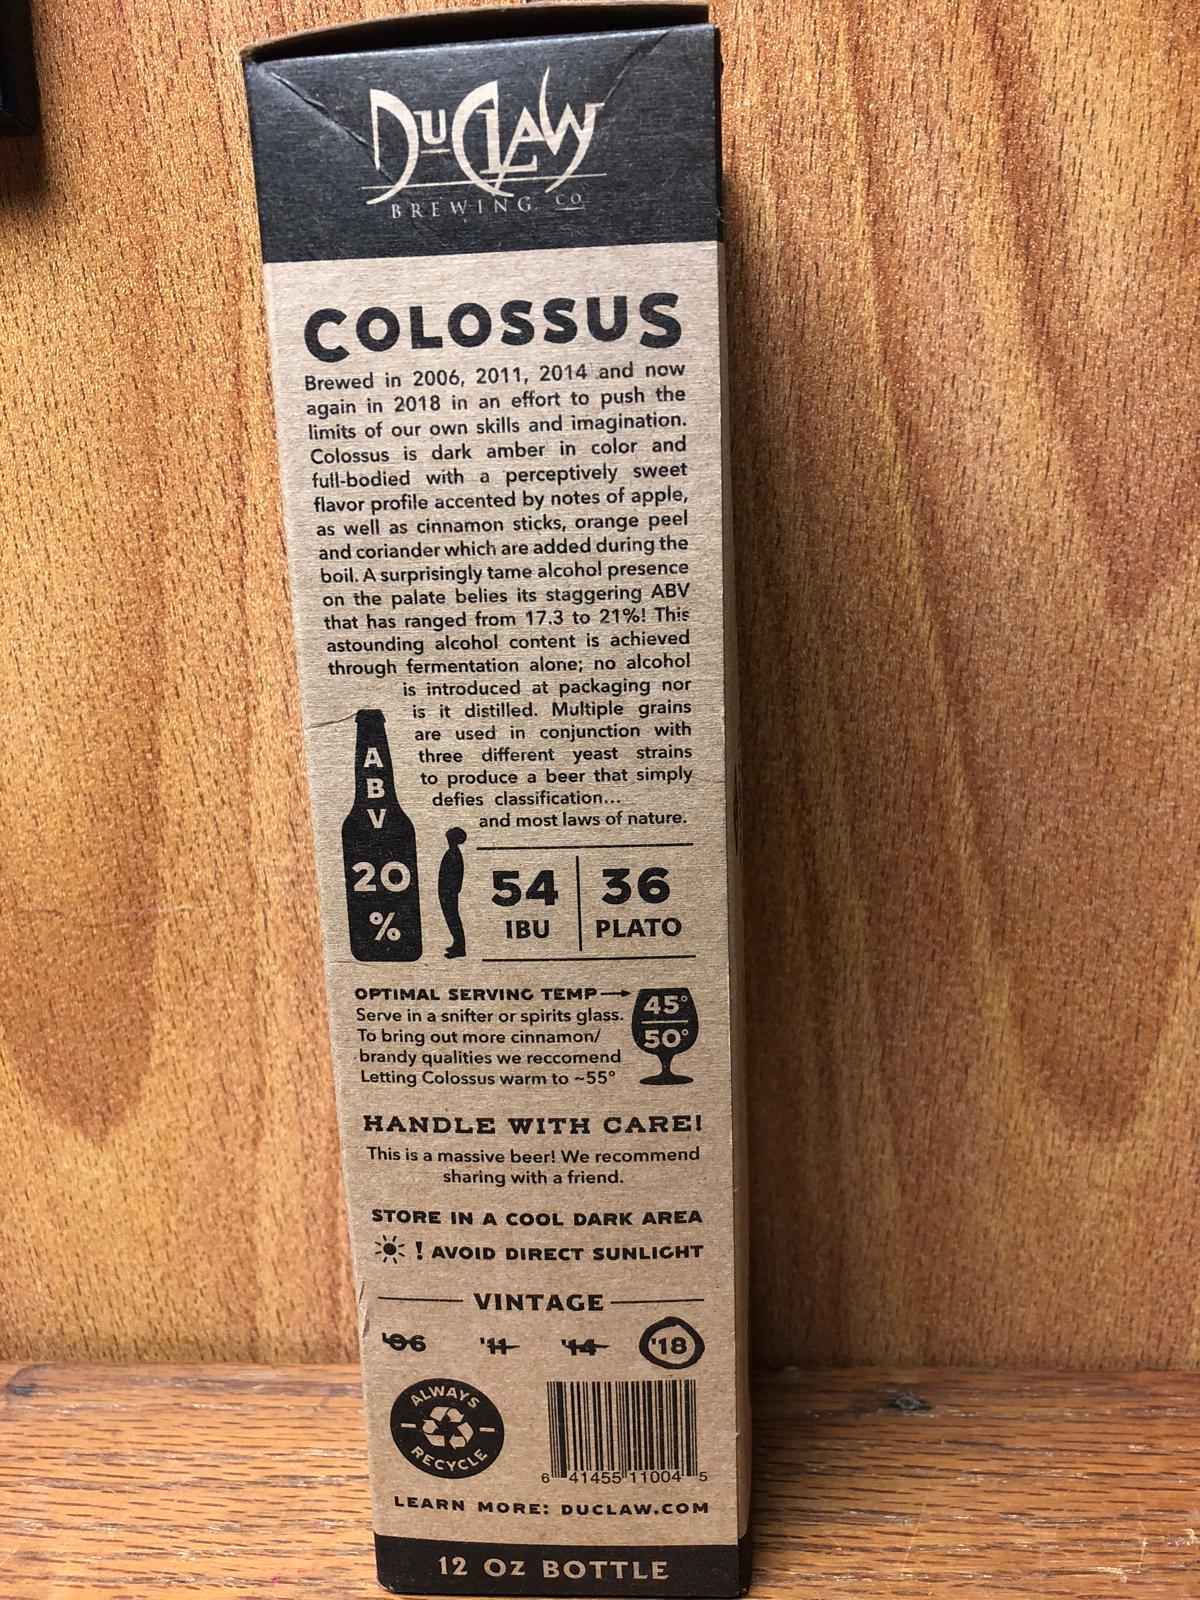 DUCLAW
BREWING CO
COLOSSUS
Brewed in 2006, 2011, 2014 and now
again in 2018 in an effort to push the
limits of our own skills and imagination.
Colossus is dark amber in color and
full-bodied with a perceptively sweet
flavor profile accented by notes of apple,
as well as cinnamon sticks, orange peel
and coriander which are added during the
boil. A surprisingly tame alcohol presence
on the palate belies its staggering ABV
that has ranged from 17.3 to 21%! This
astounding alcohol content is achieved
through fermentation alone; no alcohol
is introduced at packaging nor
is it distilled. Multiple grains
are used in conjunction with
three different yeast strains
to produce a beer that simply
defies classification...
and most laws of nature.
ABV
20
%
54
IBU
36
PLATO
OPTIMAL SERVING TEMP
45°
50°
Serve in a snifter or spirits glass.
To bring out more cinnamon/
brandy qualities we reccomend
Letting Colossus warm to ~55°
HANDLE WITH CARE!
This is a massive beer! We recommend
sharing with a friend.
STORE IN A COOL DARK AREA
! AVOID DIRECT SUNLIGHT
VINTAGE
'06 '11 '14 '18
ALWAYS
RECYCLE
6 41455 11004 5
LEARN MORE: DUCLAW.COM
12 OZ BOTTLE